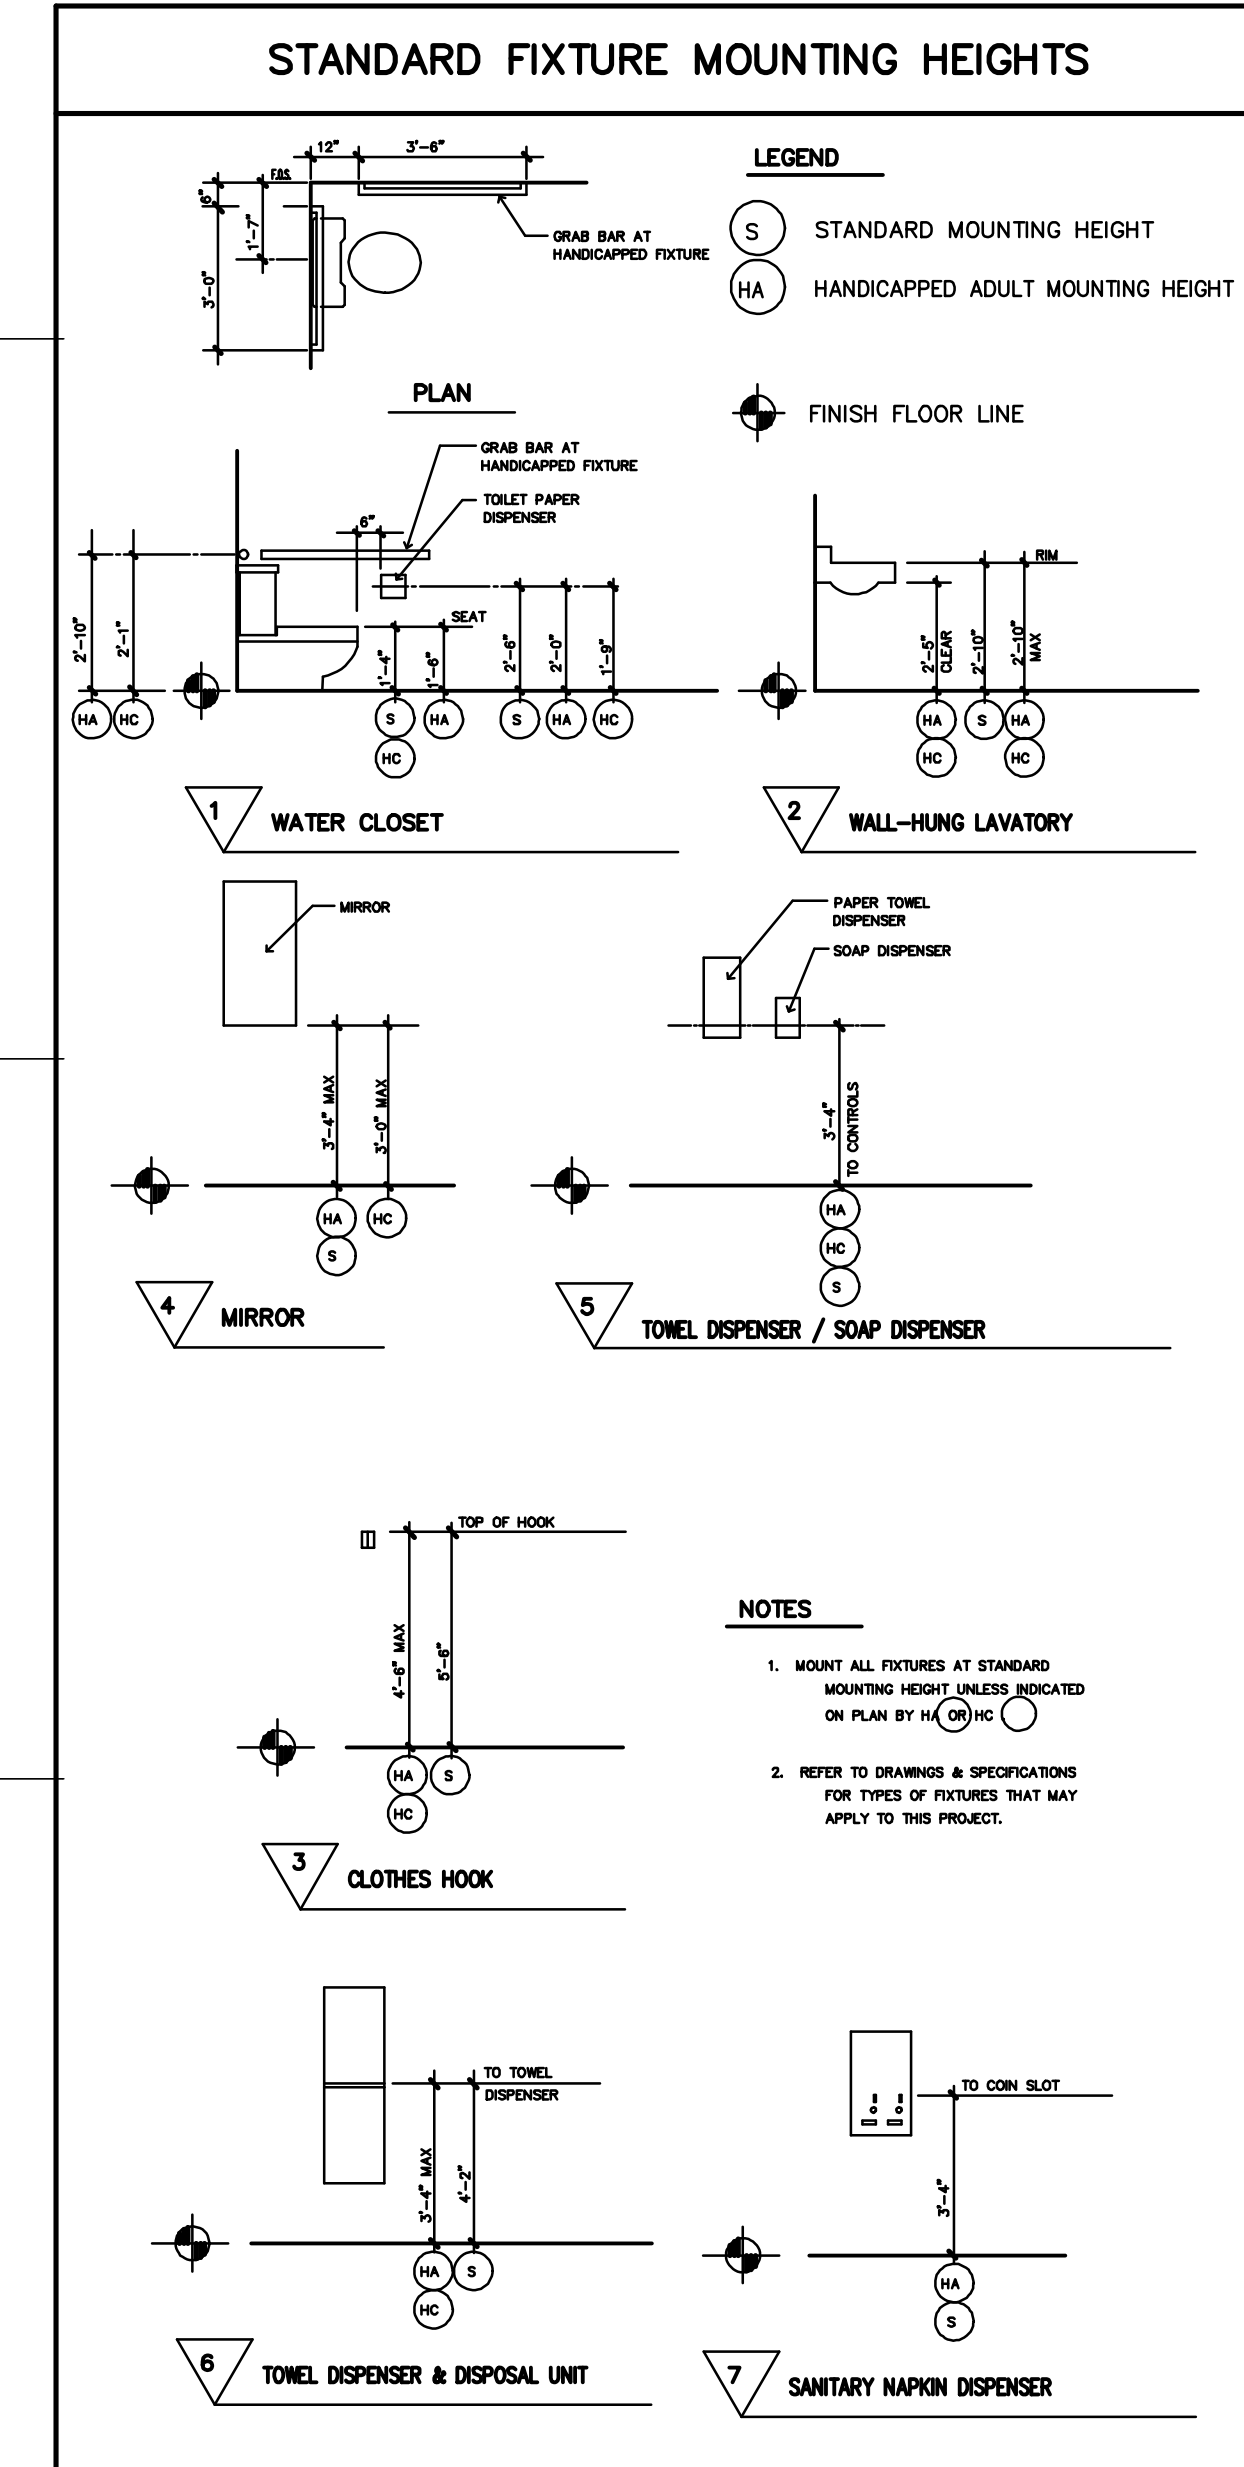 STANDARD FIXTURE MOUNTING HEIGHTS
12"
3'-6"
F.O.S.
6"
1'-7"
3'-0"
GRAB BAR AT
HANDICAPPED FIXTURE
LEGEND
S STANDARD MOUNTING HEIGHT
HA HANDICAPPED ADULT MOUNTING HEIGHT
FINISH FLOOR LINE
PLAN
GRAB BAR AT
HANDICAPPED FIXTURE
TOILET PAPER
DISPENSER
6"
SEAT
2'-10"
2'-1"
1'-4"
1'-6"
2'-6"
2'-0"
1'-9"
HA HC S HA S HA HC
HC
1 WATER CLOSET
RIM
2'-5"
CLEAR
2'-10"
2'-10"
MAX
HA S HA
HC HC
2 WALL-HUNG LAVATORY
MIRROR
3'-4" MAX
3'-0" MAX
HA HC
S
4 MIRROR
PAPER TOWEL
DISPENSER
SOAP DISPENSER
3'-4"
TO CONTROLS
HA
HC
S
5 TOWEL DISPENSER / SOAP DISPENSER
TOP OF HOOK
4'-6" MAX
5'-6"
HA S
HC
3 CLOTHES HOOK
NOTES
1. MOUNT ALL FIXTURES AT STANDARD
MOUNTING HEIGHT UNLESS INDICATED
ON PLAN BY HA OR HC
2. REFER TO DRAWINGS & SPECIFICATIONS
FOR TYPES OF FIXTURES THAT MAY
APPLY TO THIS PROJECT.
TO TOWEL
DISPENSER
3'-4" MAX
4'-2"
HA S
HC
6 TOWEL DISPENSER & DISPOSAL UNIT
TO COIN SLOT
3'-4"
HA
S
7 SANITARY NAPKIN DISPENSER